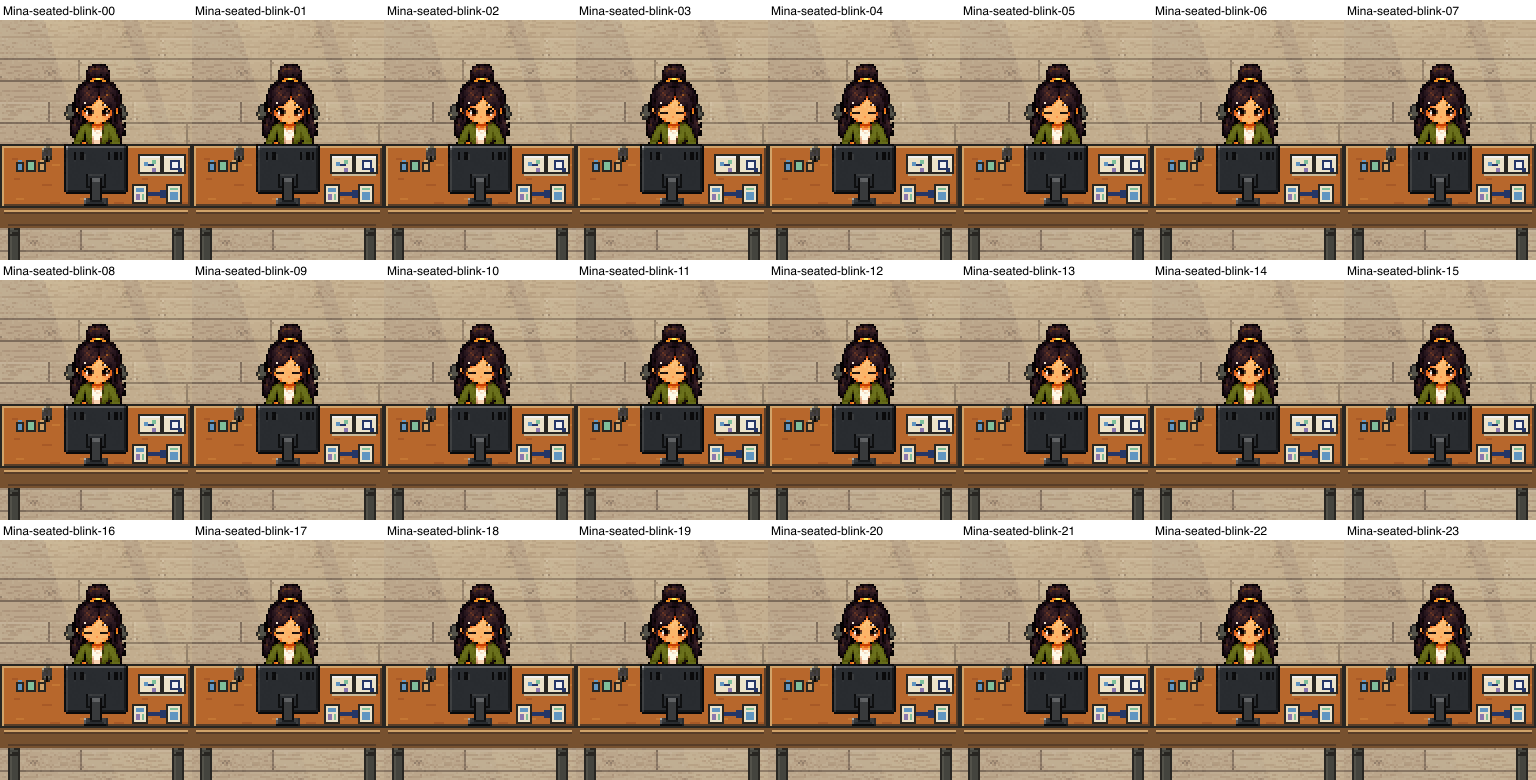 Mina-seated-blink-00
Mina-seated-blink-01
Mina-seated-blink-02
Mina-seated-blink-03
Mina-seated-blink-04
Mina-seated-blink-05
Mina-seated-blink-06
Mina-seated-blink-07
Mina-seated-blink-08
Mina-seated-blink-09
Mina-seated-blink-10
Mina-seated-blink-11
Mina-seated-blink-12
Mina-seated-blink-13
Mina-seated-blink-14
Mina-seated-blink-15
Mina-seated-blink-16
Mina-seated-blink-17
Mina-seated-blink-18
Mina-seated-blink-19
Mina-seated-blink-20
Mina-seated-blink-21
Mina-seated-blink-22
Mina-seated-blink-23